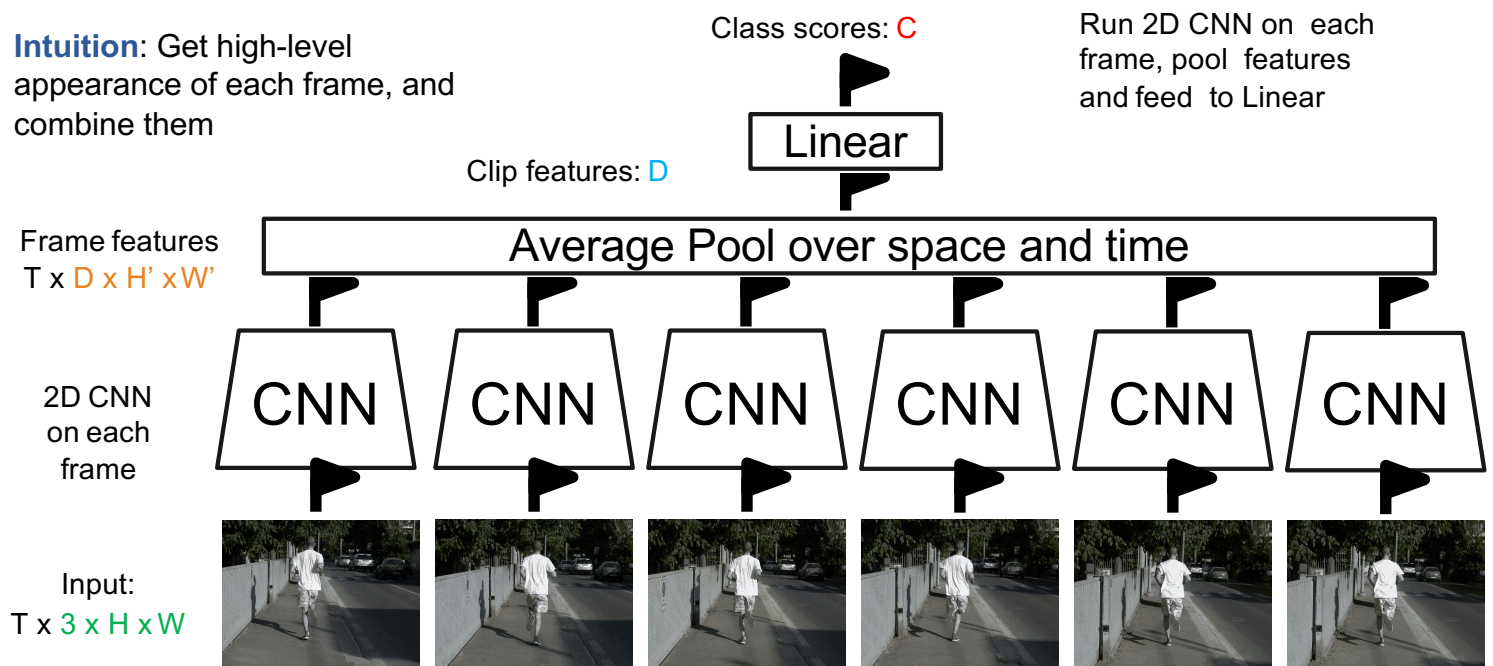 Intuition: Get high-level
appearance of each frame, and
combine them
Class scores: C
Run 2D CNN on each
frame, pool features
and feed to Linear
Linear
Clip features: D
Average Pool over space and time
Frame features
T x D x H’ x W’
2D CNN
on each
frame
CNN
CNN
CNN
CNN
CNN
CNN
Input:
T x 3 x H x W